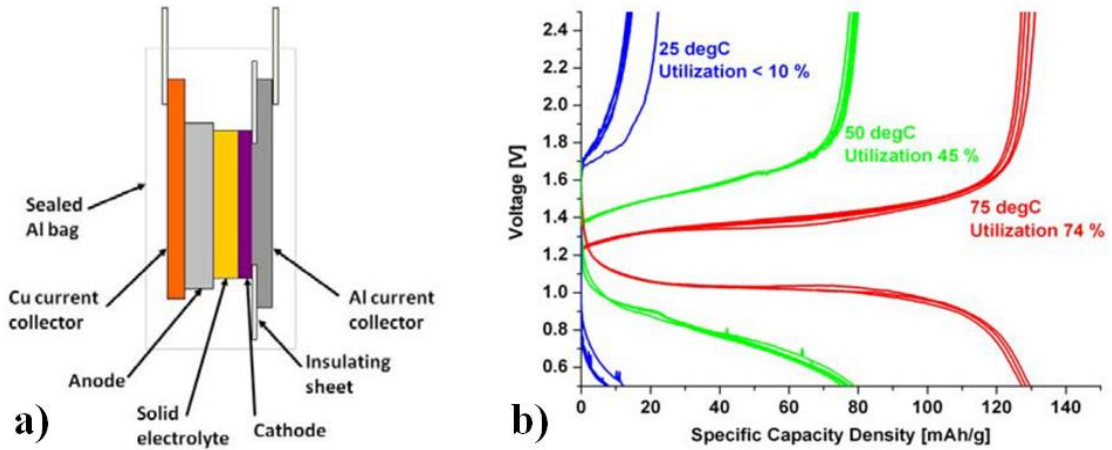 Sealed
Al bag
Cu current
collector
Anode
Solid
electrolyte
Cathode
Insulating
sheet
Al current
collector
a)
2.4
2.2
2.0
1.8
1.6
1.4
1.2
1.0
0.8
0.6
Voltage [V]
25 degC
Utilization < 10 %
50 degC
Utilization 45 %
75 degC
Utilization 74 %
0 20 40 60 80 100 120 140
Specific Capacity Density [mAh/g]
b)